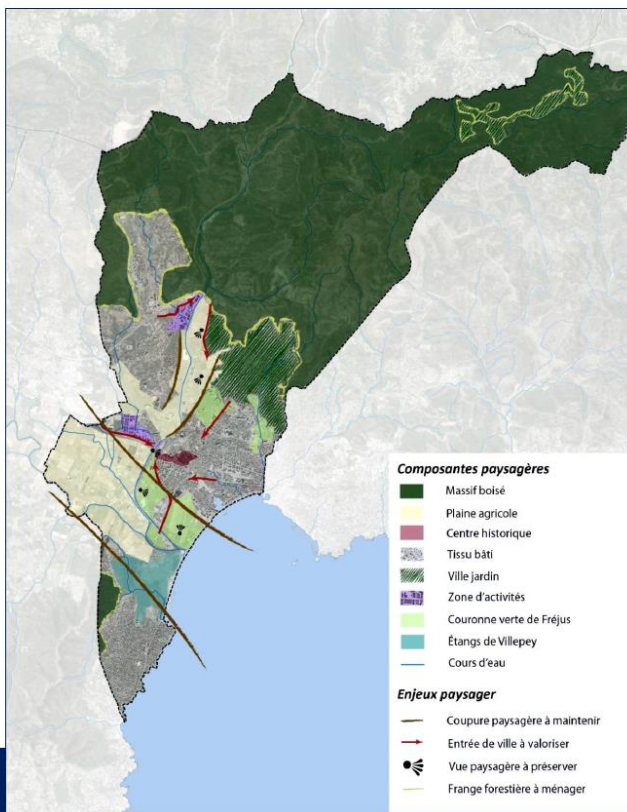 Composantes paysagères
Massif boisé
Plaine agricole
Centre historique
Tissu bâti
Ville jardin
Zone d'activités
Couronne verte de Fréjus
Étangs de Villepey
Cours d'eau
Enjeux paysager
Coupure paysagère à maintenir
Entrée de ville à valoriser
Vue paysagère à préserver
Frange forestière à ménager